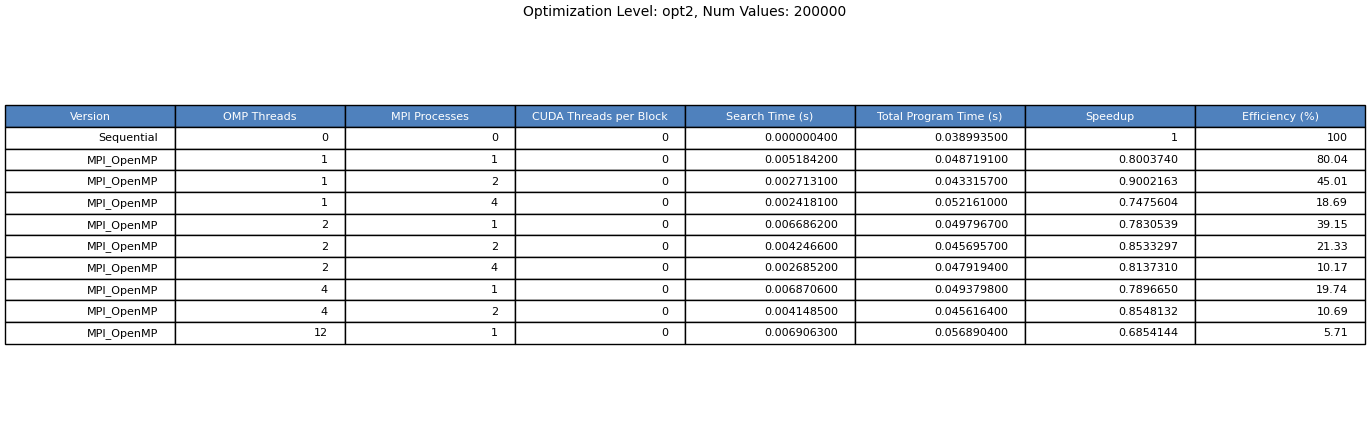 Optimization Level: opt2, Num Values: 200000
Version OMP Threads MPI Processes CUDA Threads per Block Search Time (s) Total Program Time (s) Speedup Efficiency (%)
Sequential 0 0 0 0.000000400 0.038993500 1 100
MPI_OpenMP 1 1 0 0.005184200 0.048719100 0.8003740 80.04
MPI_OpenMP 1 2 0 0.002713100 0.043315700 0.9002163 45.01
MPI_OpenMP 1 4 0 0.002418100 0.052161000 0.7475604 18.69
MPI_OpenMP 2 1 0 0.006686200 0.049796700 0.7830539 39.15
MPI_OpenMP 2 2 0 0.004246600 0.045695700 0.8533297 21.33
MPI_OpenMP 2 4 0 0.002685200 0.047919400 0.8137310 10.17
MPI_OpenMP 4 1 0 0.006870600 0.049379800 0.7896650 19.74
MPI_OpenMP 4 2 0 0.004148500 0.045616400 0.8548132 10.69
MPI_OpenMP 12 1 0 0.006906300 0.056890400 0.6854144 5.71